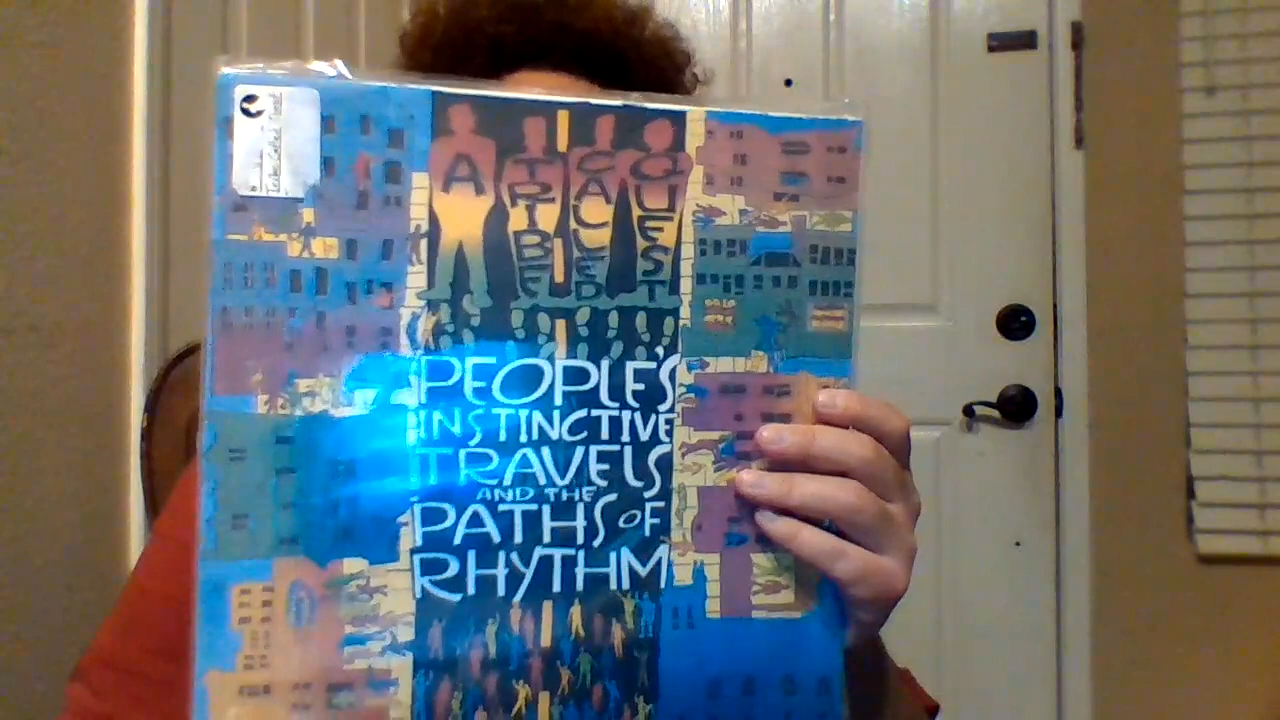 A TRIBE CALLED QUEST
PEOPLE'S
INSTINCTIVE
TRAVELS
AND THE
PATHS OF
RHYTHM